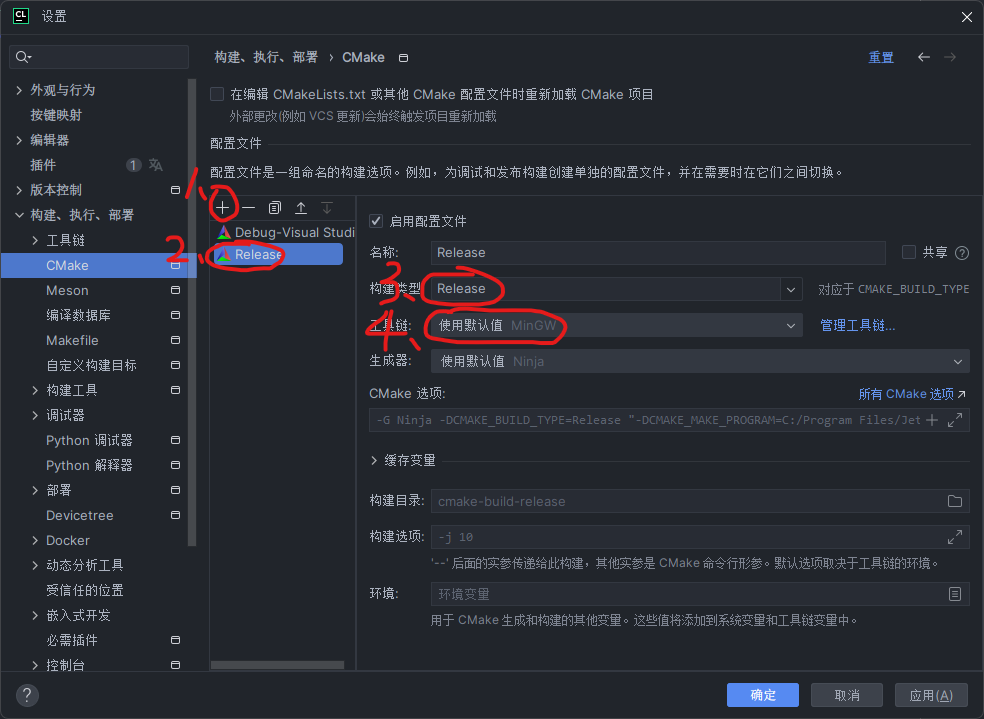 CL 设置
构建、执行、部署 › CMake 重置
外观与行为
按键映射
编辑器
插件 1
版本控制
构建、执行、部署
工具链
CMake
Meson
编译数据库
Makefile
自定义构建目标
构建工具
调试器
Python 调试器
Python 解释器
部署
Devicetree
Docker
动态分析工具
受信任的位置
嵌入式开发
必需插件
控制台
在编辑 CMakeLists.txt 或其他 CMake 配置文件时重新加载 CMake 项目
外部更改(例如 VCS 更新)会始终触发项目重新加载
配置文件
配置文件是一组命名的构建选项。例如，为调试和发布构建创建单独的配置文件，并在需要时在它们之间切换。
1、
Debug-Visual Studi
2、 Release
启用配置文件
名称: Release 共享
3、
构建类型 Release 对应于 CMAKE_BUILD_TYPE
4、
工具链: 使用默认值 MinGW 管理工具链...
生成器: 使用默认值 Ninja
CMake 选项: 所有 CMake 选项
-G Ninja -DCMAKE_BUILD_TYPE=Release "-DCMAKE_MAKE_PROGRAM=C:/Program Files/Jet
缓存变量
构建目录: cmake-build-release
构建选项: -j 10
'--' 后面的实参传递给此构建，其他实参是 CMake 命令行形参。默认选项取决于工具链的环境。
环境: 环境变量
用于 CMake 生成和构建的其他变量。这些值将添加到系统变量和工具链变量中。
? 确定 取消 应用(A)